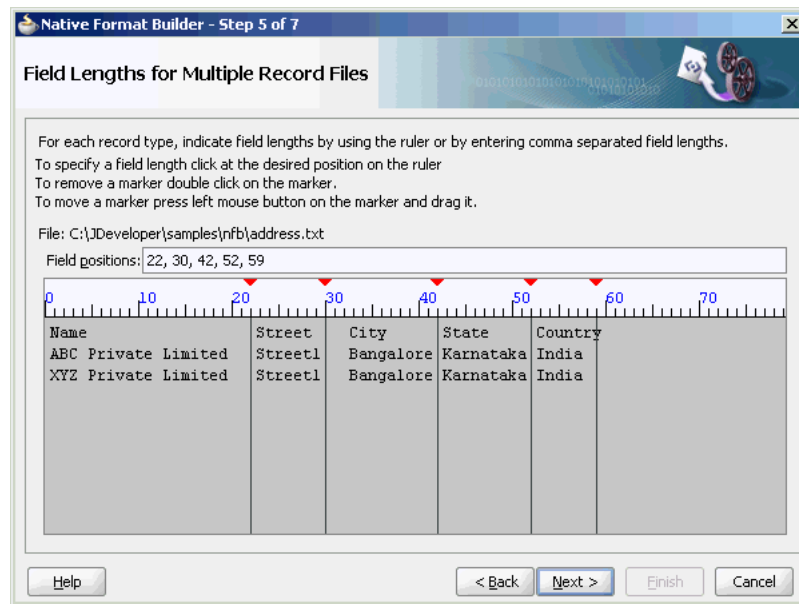 Native Format Builder - Step 5 of 7
Field Lengths for Multiple Record Files
For each record type, indicate field lengths by using the ruler or by entering comma separated field lengths.
To specify a field length click at the desired position on the ruler
To remove a marker double click on the marker.
To move a marker press left mouse button on the marker and drag it.
File: C:\JDeveloper\samples\nfb\address.txt
Field positions: 22, 30, 42, 52, 59
0 10 20 30 40 50 60 70
Name Street City State Country
ABC Private Limited Street1 Bangalore Karnataka India
XYZ Private Limited Street1 Bangalore Karnataka India
Help < Back Next > Finish Cancel